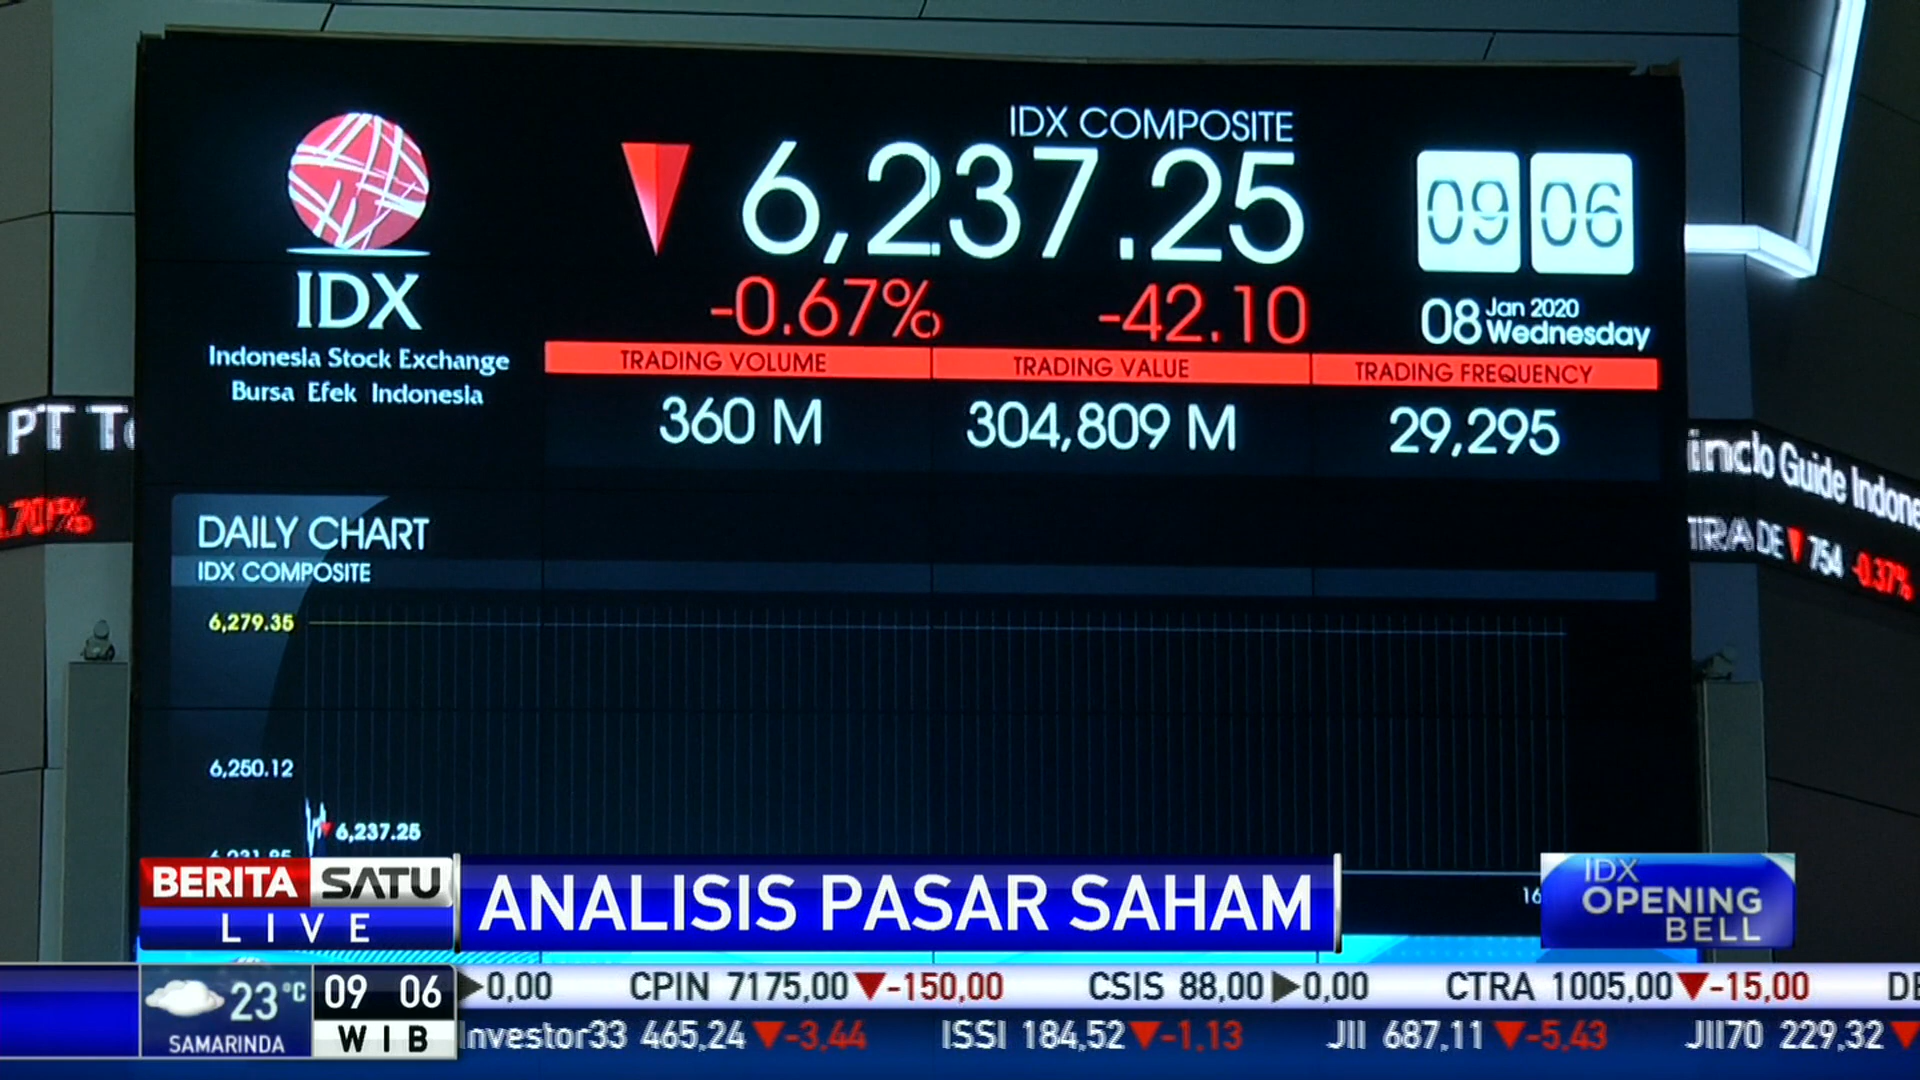 IDX COMPOSITE
6,237.25
-0.67% -42.10
09 06
08 Jan 2020
Wednesday
IDX
Indonesia Stock Exchange
Bursa Efek Indonesia
TRADING VOLUME TRADING VALUE TRADING FREQUENCY
360 M 304,809 M 29,295
PT
.70%
Guide
TRADE 754 -0.37%
DAILY CHART
IDX COMPOSITE
6,279.35
6,250.12
6,237.25
16
BERITA SATU
LIVE
ANALISIS PASAR SAHAM
IDX
OPENING
BELL
23°C
SAMARINDA
09 06
WIB
0,00 CPIN 7175,00 -150,00 CSIS 88,00 0,00 CTRA 1005,00 -15,00
Investor33 465,24 -3,44 ISSI 184,52 -1,13 JII 687,11 -5,43 JII70 229,32